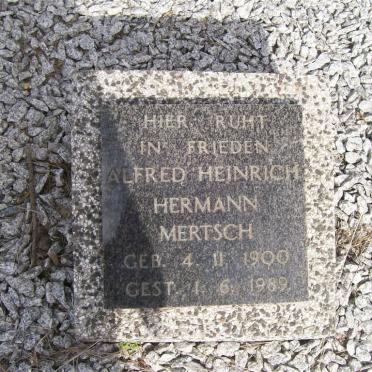 HIER RUHT
IN FRIEDEN
ALFRED HEINRICH
HERMANN
MERTSCH
GEB. 4. 11. 1900
GEST. 1. 6. 1989.